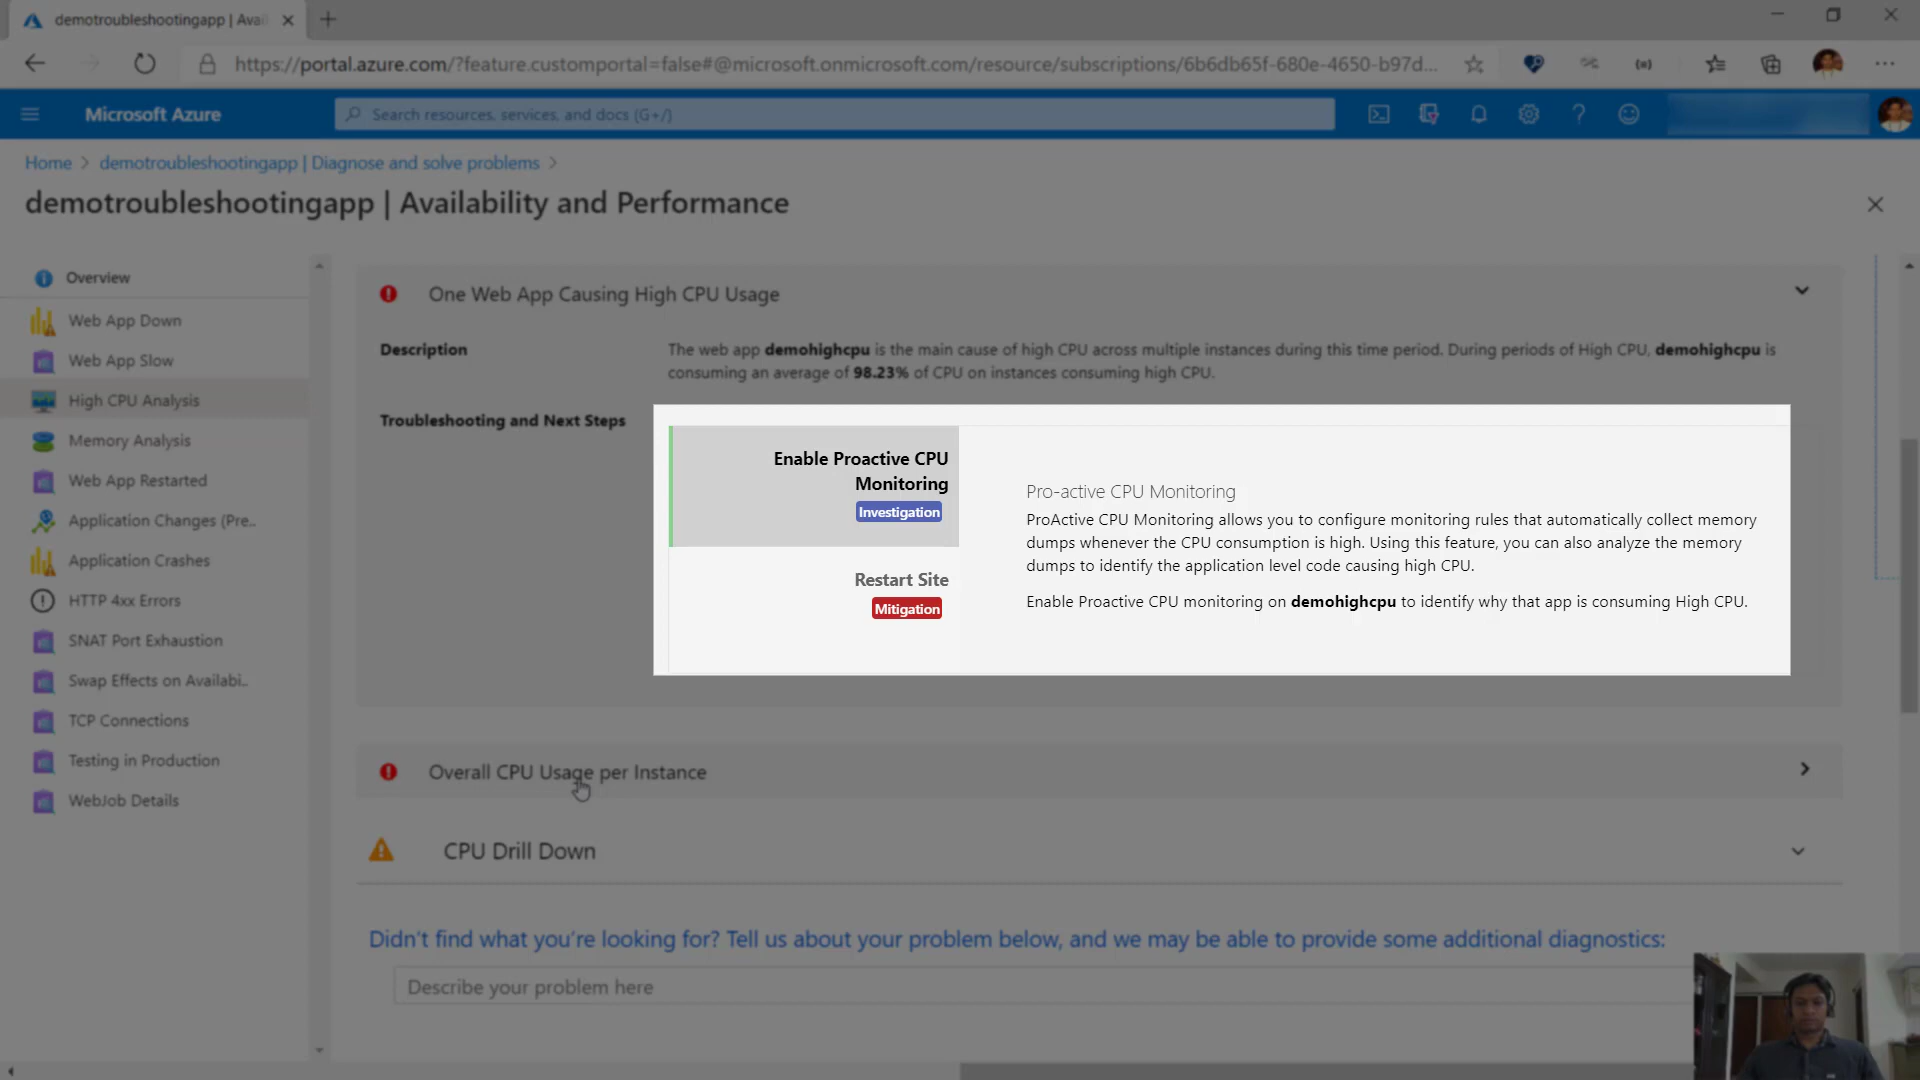 demotroubleshootingapp | Avai
https://portal.azure.com/?feature.customportal=false#@microsoft.onmicrosoft.com/resource/subscriptions/6b6db65f-680e-4650-b97d...
Microsoft Azure
Search resources, services, and docs (G+/)
Home > demotroubleshootingapp | Diagnose and solve problems >
demotroubleshootingapp | Availability and Performance
Overview
Web App Down
Web App Slow
High CPU Analysis
Memory Analysis
Web App Restarted
Application Changes (Pre..
Application Crashes
HTTP 4xx Errors
SNAT Port Exhaustion
Swap Effects on Availabi..
TCP Connections
Testing in Production
WebJob Details
One Web App Causing High CPU Usage
Description
The web app demohighcpu is the main cause of high CPU across multiple instances during this time period. During periods of High CPU, demohighcpu is
consuming an average of 98.23% of CPU on instances consuming high CPU.
Troubleshooting and Next Steps
Enable Proactive CPU
Monitoring
Investigation
Restart Site
Mitigation
Pro-active CPU Monitoring
ProActive CPU Monitoring allows you to configure monitoring rules that automatically collect memory
dumps whenever the CPU consumption is high. Using this feature, you can also analyze the memory
dumps to identify the application level code causing high CPU.
Enable Proactive CPU monitoring on demohighcpu to identify why that app is consuming High CPU.
Overall CPU Usage per Instance
CPU Drill Down
Didn't find what you're looking for? Tell us about your problem below, and we may be able to provide some additional diagnostics:
Describe your problem here